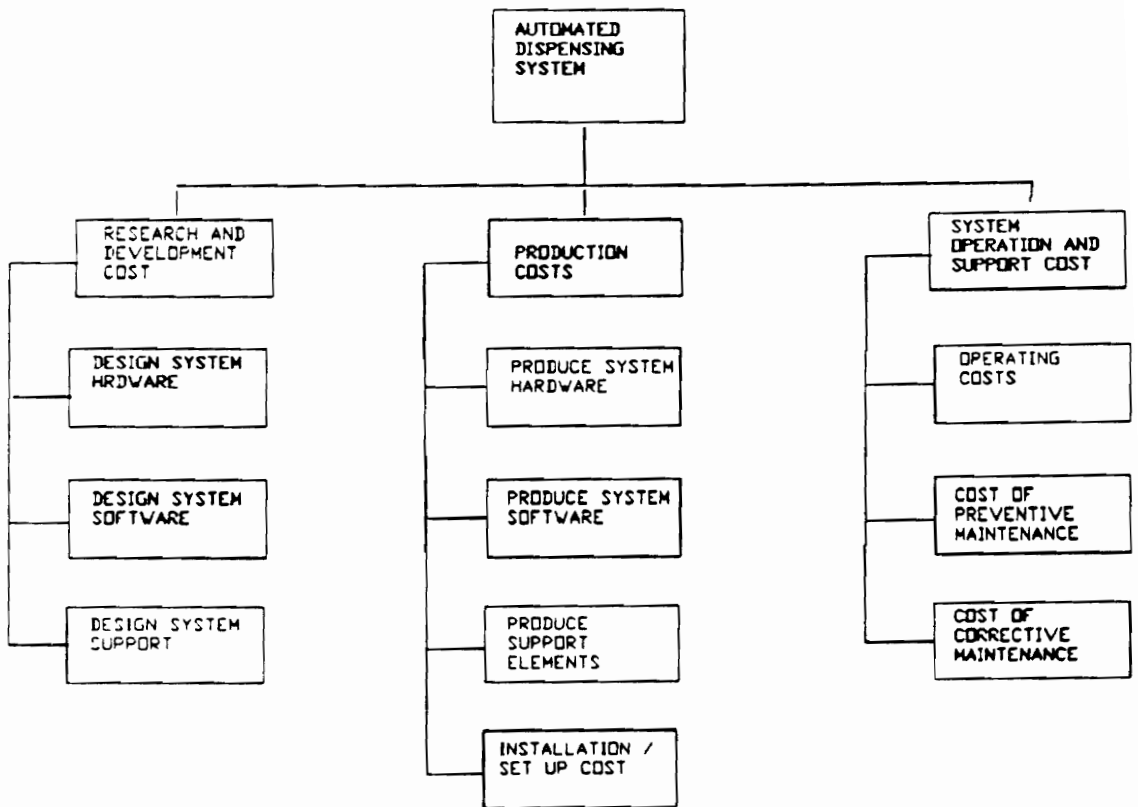 AUTOMATED
DISPENSING
SYSTEM
RESEARCH AND
DEVELOPMENT
COST
DESIGN SYSTEM
HRDWARE
DESIGN SYSTEM
SOFTWARE
DESIGN SYSTEM
SUPPORT
PRODUCTION
COSTS
PRODUCE SYSTEM
HARDWARE
PRODUCE SYSTEM
SOFTWARE
PRODUCE
SUPPORT
ELEMENTS
INSTALLATION /
SET UP COST
SYSTEM
OPERATION AND
SUPPORT COST
OPERATING
COSTS
COST OF
PREVENTIVE
MAINTENANCE
COST OF
CORRECTIVE
MAINTENANCE